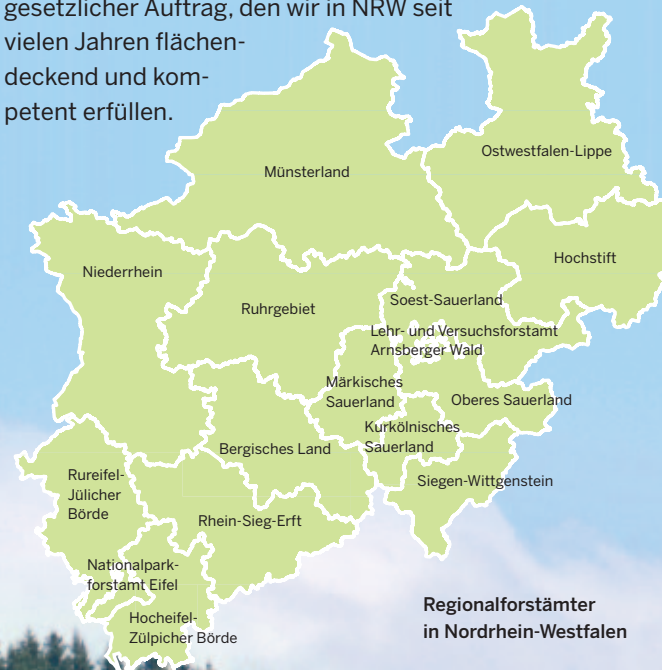 gesetzlicher Auftrag, den wir in NRW seit
vielen Jahren flächen-
deckend und kom-
petent erfüllen.
Ostwestfalen-Lippe
Münsterland
Hochstift
Niederrhein
Soest-Sauerland
Ruhrgebiet
Lehr- und Versuchsforstamt
Arnsberger Wald
Märkisches
Sauerland
Oberes Sauerland
Kurkölnisches
Sauerland
Bergisches Land
Siegen-Wittgenstein
Rureifel-
Jülicher
Börde
Rhein-Sieg-Erft
Nationalpark-
forstamt Eifel
Hocheifel-
Zülpicher Börde
Regionalforstämter
in Nordrhein-Westfalen